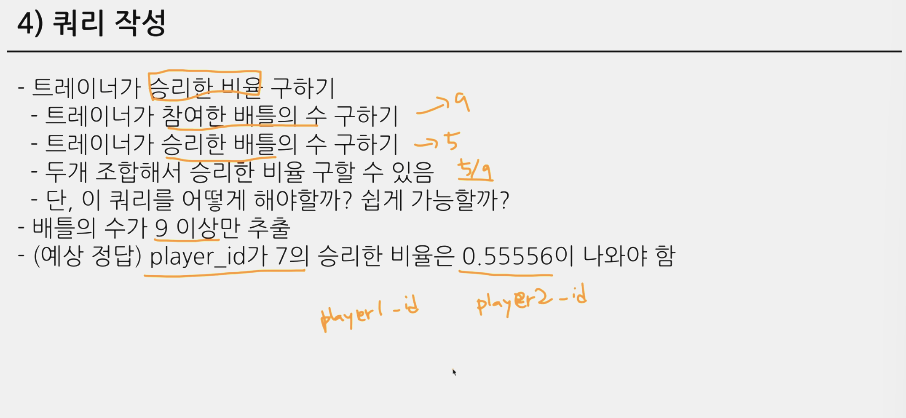 4) 쿼리 작성
- 트레이너가 승리한 비율 구하기
- 트레이너가 참여한 배틀의 수 구하기 → 9
- 트레이너가 승리한 배틀의 수 구하기 → 5
- 두개 조합해서 승리한 비율 구할 수 있음 5/9
- 단, 이 쿼리를 어떻게 해야할까? 쉽게 가능할까?
- 배틀의 수가 9 이상만 추출
- (예상 정답) player_id가 7의 승리한 비율은 0.55556이 나와야 함
player1_id player2_id